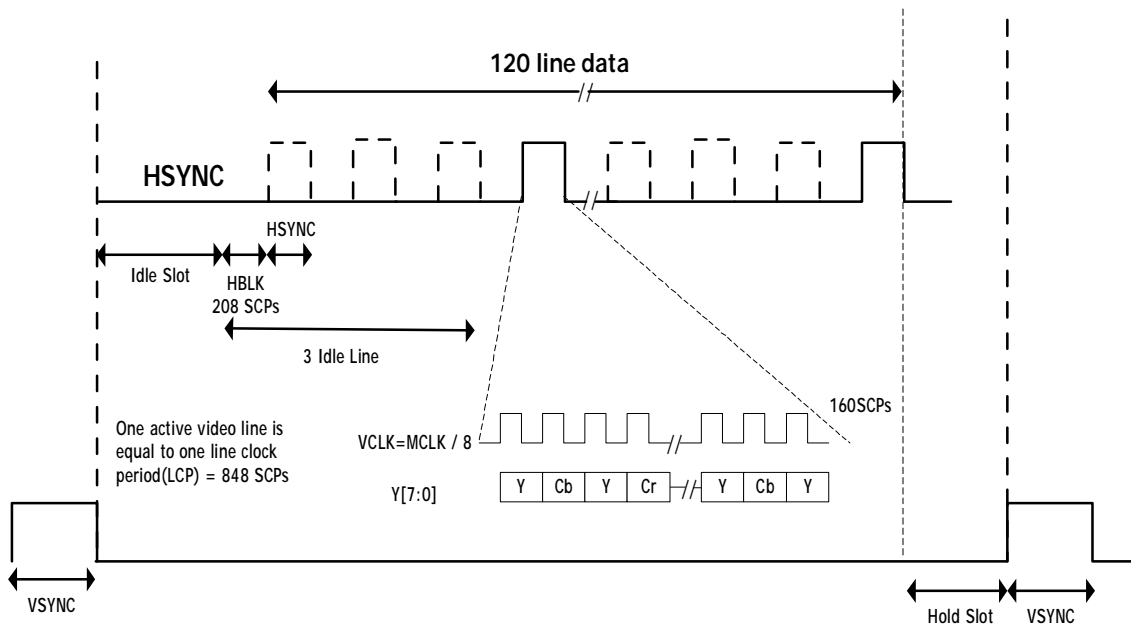 120 line data
HSYNC
HSYNC
Idle Slot
HBLK
208 SCPs
3 Idle Line
160SCPs
One active video line is
equal to one line clock
period(LCP) = 848 SCPs
VCLK=MCLK / 8
Y[7:0]
Y Cb Y Cr Y Cb Y
VSYNC
Hold Slot
VSYNC